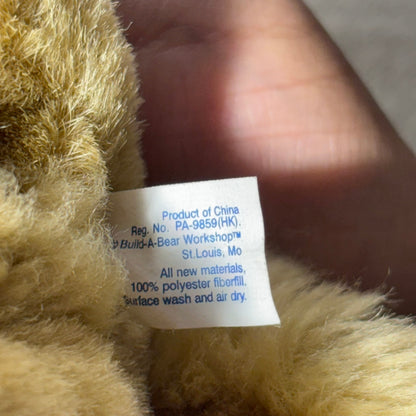 Product of China
Reg. No. PA-9859(HK).
© Build-A-Bear Workshop™
St.Louis, Mo
All new materials,
100% polyester fiberfill.
Surface wash and air dry.